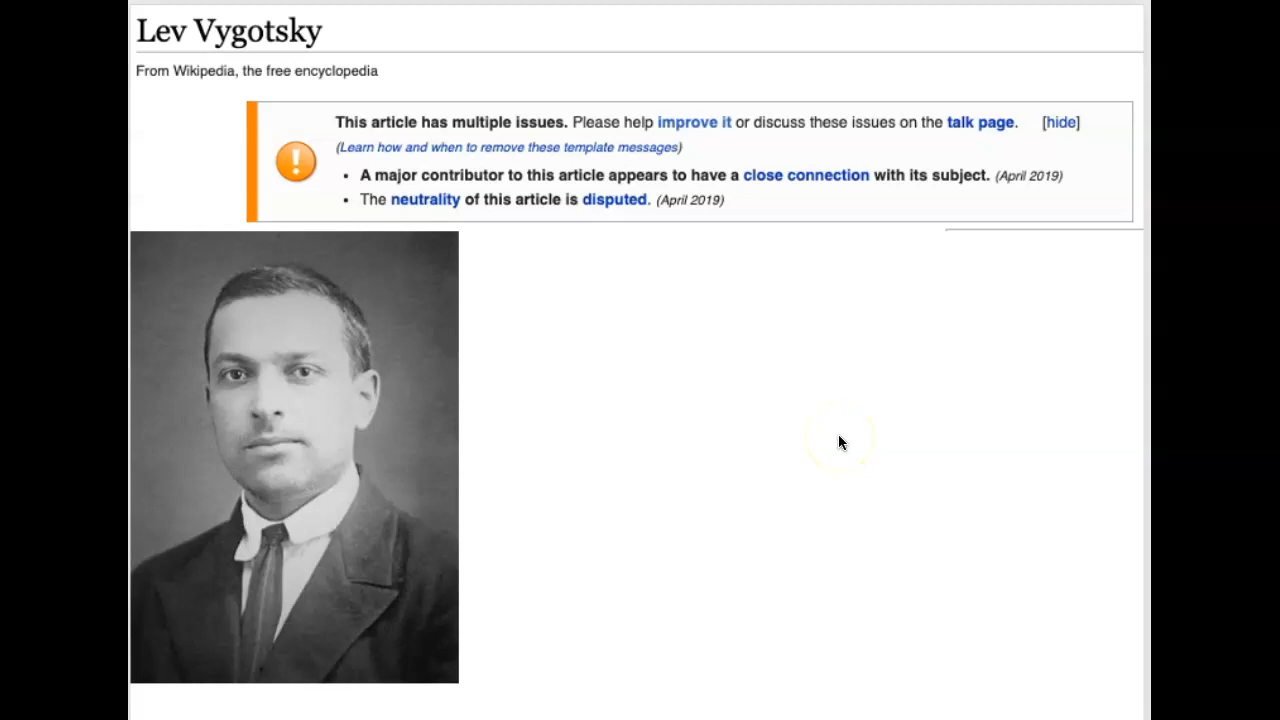 Lev Vygotsky
From Wikipedia, the free encyclopedia
This article has multiple issues. Please help improve it or discuss these issues on the talk page. [hide]
(Learn how and when to remove these template messages)
• A major contributor to this article appears to have a close connection with its subject. (April 2019)
• The neutrality of this article is disputed. (April 2019)